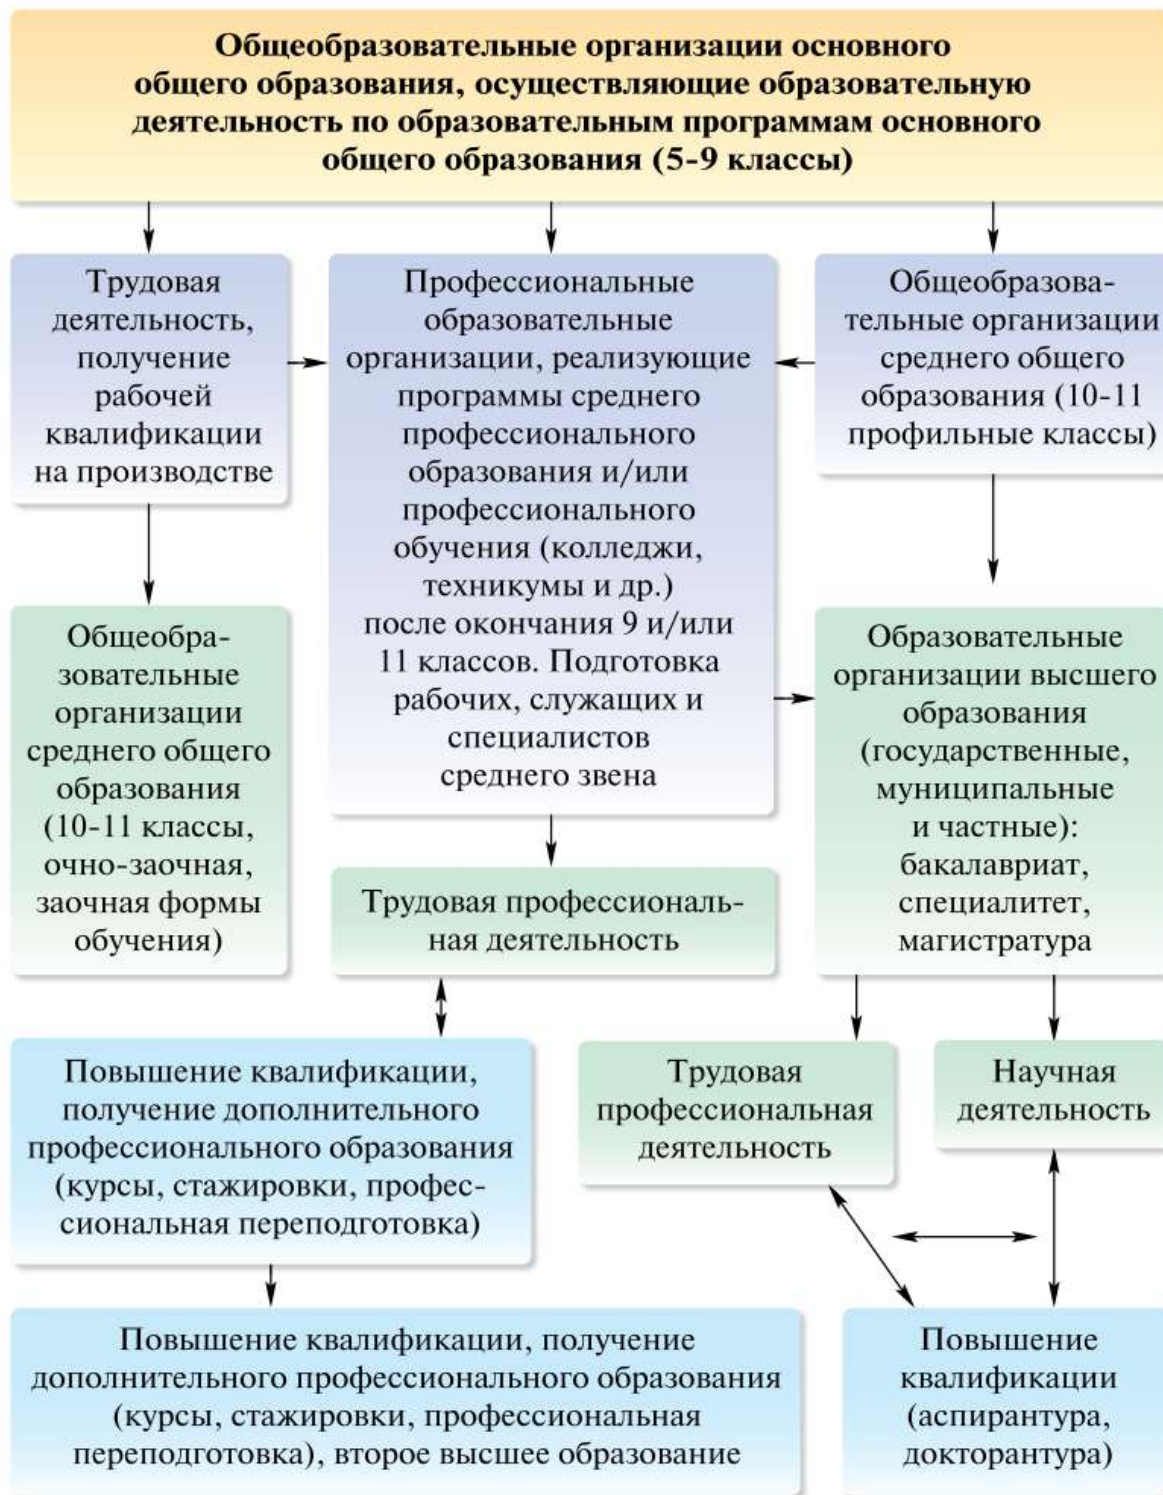 Общеобразовательные организации основного
общего образования, осуществляющие образовательную
деятельность по образовательным программам основного
общего образования (5-9 классы)
Трудовая
деятельность,
получение
рабочей
квалификации
на производстве
Профессиональные
образовательные
организации, реализующие
программы среднего
профессионального
образования и/или
профессионального
обучения (колледжи,
техникумы и др.)
после окончания 9 и/или
11 классов. Подготовка
рабочих, служащих и
специалистов
среднего звена
Общеобразова-
тельные организации
среднего общего
образования (10-11
профильные классы)
Общеобра-
зовательные
организации
среднего общего
образования
(10-11 классы,
очно-заочная,
заочная формы
обучения)
Трудовая профессиональ-
ная деятельность
Образовательные
организации высшего
образования
(государственные,
муниципальные
и частные):
бакалавриат,
специалитет,
магистратура
Повышение квалификации,
получение дополнительного
профессионального образования
(курсы, стажировки, профес-
сиональная переподготовка)
Трудовая
профессиональная
деятельность
Научная
деятельность
Повышение квалификации, получение
дополнительного профессионального образования
(курсы, стажировки, профессиональная
переподготовка), второе высшее образование
Повышение
квалификации
(аспирантура,
докторантура)